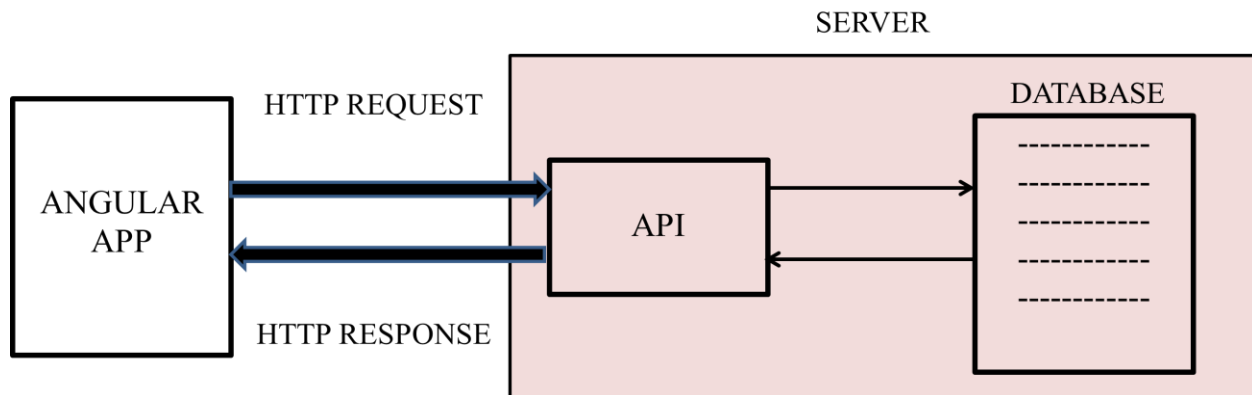 SERVER
HTTP REQUEST
DATABASE
ANGULAR
APP
API
HTTP RESPONSE